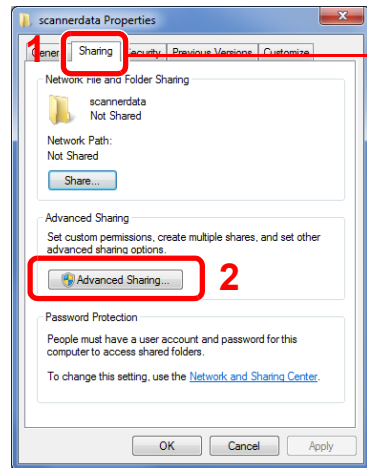 scannerdata Properties
1
General Sharing Security Previous Versions Customize
Network File and Folder Sharing
scannerdata
Not Shared
Network Path:
Not Shared
Share...
Advanced Sharing
Set custom permissions, create multiple shares, and set other
advanced sharing options.
Advanced Sharing...
2
Password Protection
People must have a user account and password for this
computer to access shared folders.
To change this setting, use the Network and Sharing Center.
OK Cancel Apply